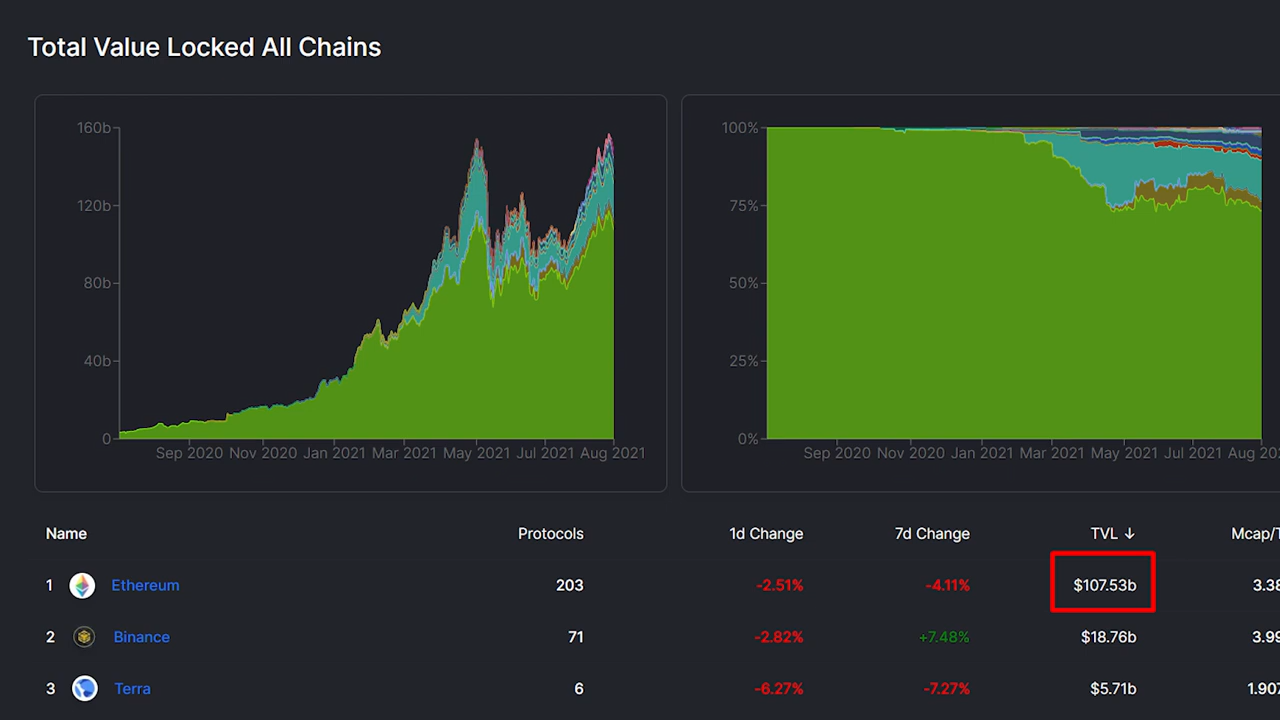 Total Value Locked All Chains
160b
120b
80b
40b
0
Sep 2020 Nov 2020 Jan 2021 Mar 2021 May 2021 Jul 2021 Aug 2021
100%
75%
50%
25%
0%
Sep 2020 Nov 2020 Jan 2021 Mar 2021 May 2021 Jul 2021 Aug 202
Name Protocols 1d Change 7d Change TVL ↓ Mcap/T
1 Ethereum 203 -2.51% -4.11% $107.53b 3.38
2 Binance 71 -2.82% +7.48% $18.76b 3.99
3 Terra 6 -6.27% -7.27% $5.71b 1.907